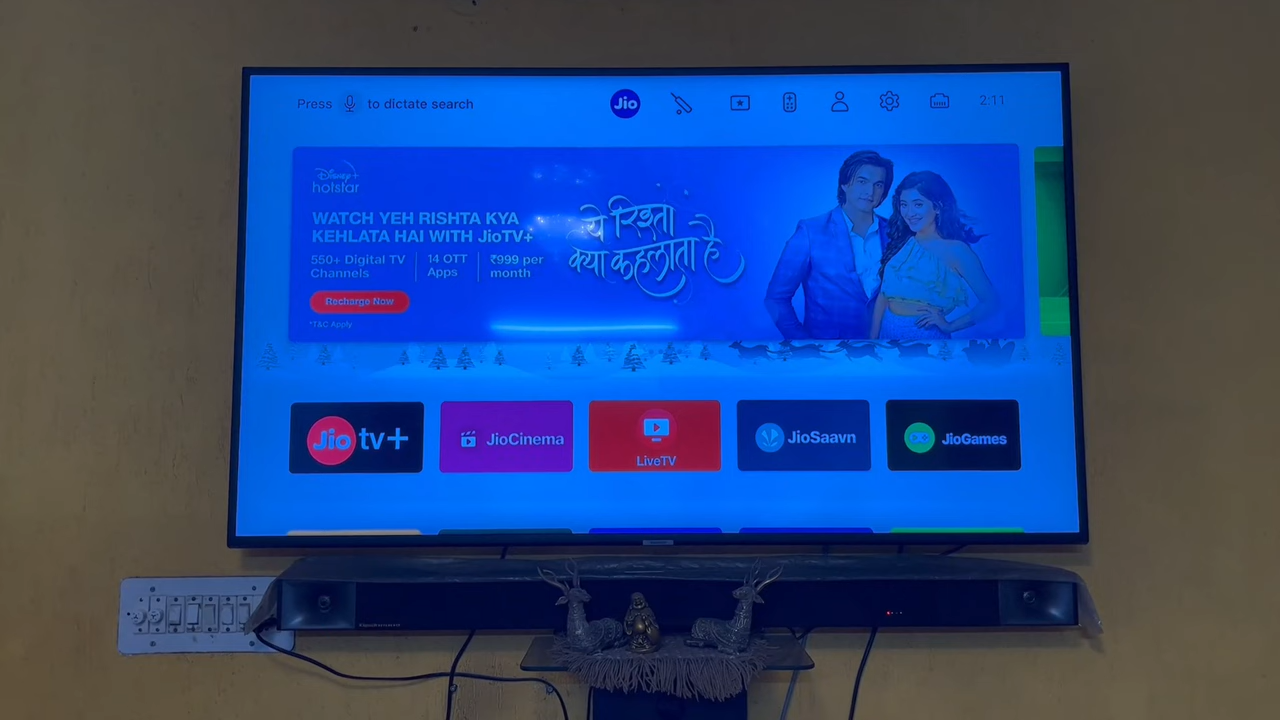 Press to dictate search
Jio
2:11
Disney+
hotstar
WATCH YEH RISHTA KYA
KEHLATA HAI WITH JioTV+
550+ Digital TV
Channels
14 OTT
Apps
₹999 per
month
Recharge Now
*T&C Apply
ये रिश्ता
क्या कहलाता है
Jio tv+
JioCinema
LiveTV
JioSaavn
JioGames